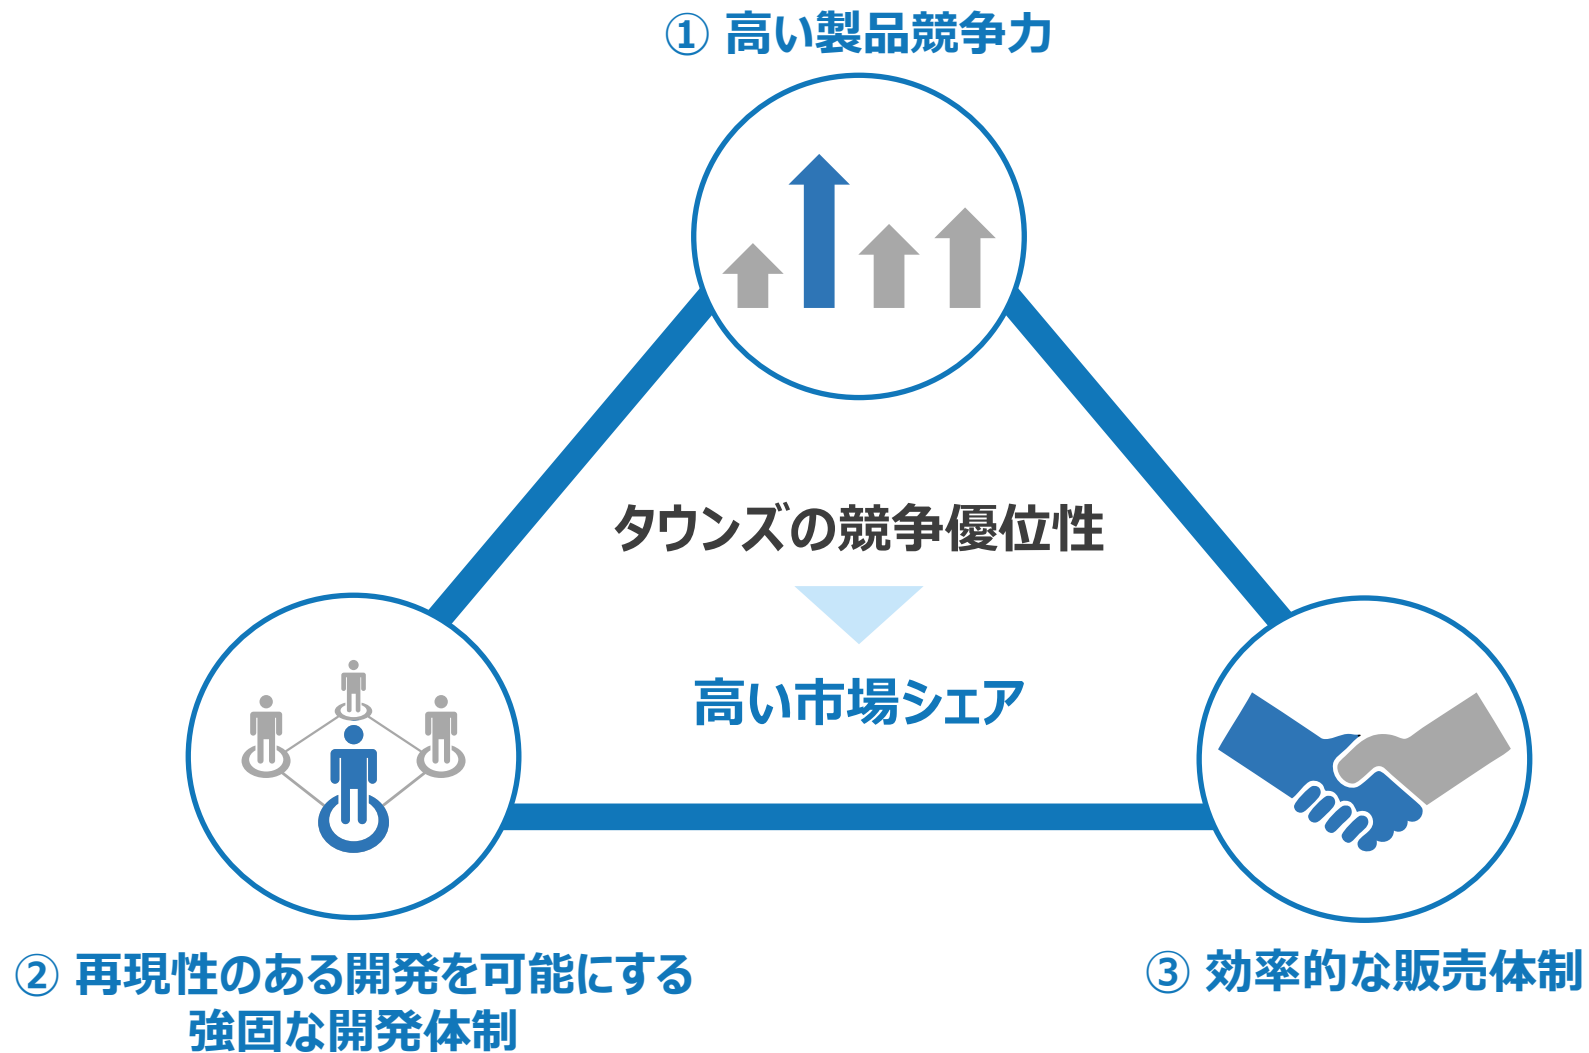 ① 高い製品競争力
タウンズの競争優位性
高い市場シェア
② 再現性のある開発を可能にする
強固な開発体制
③ 効率的な販売体制